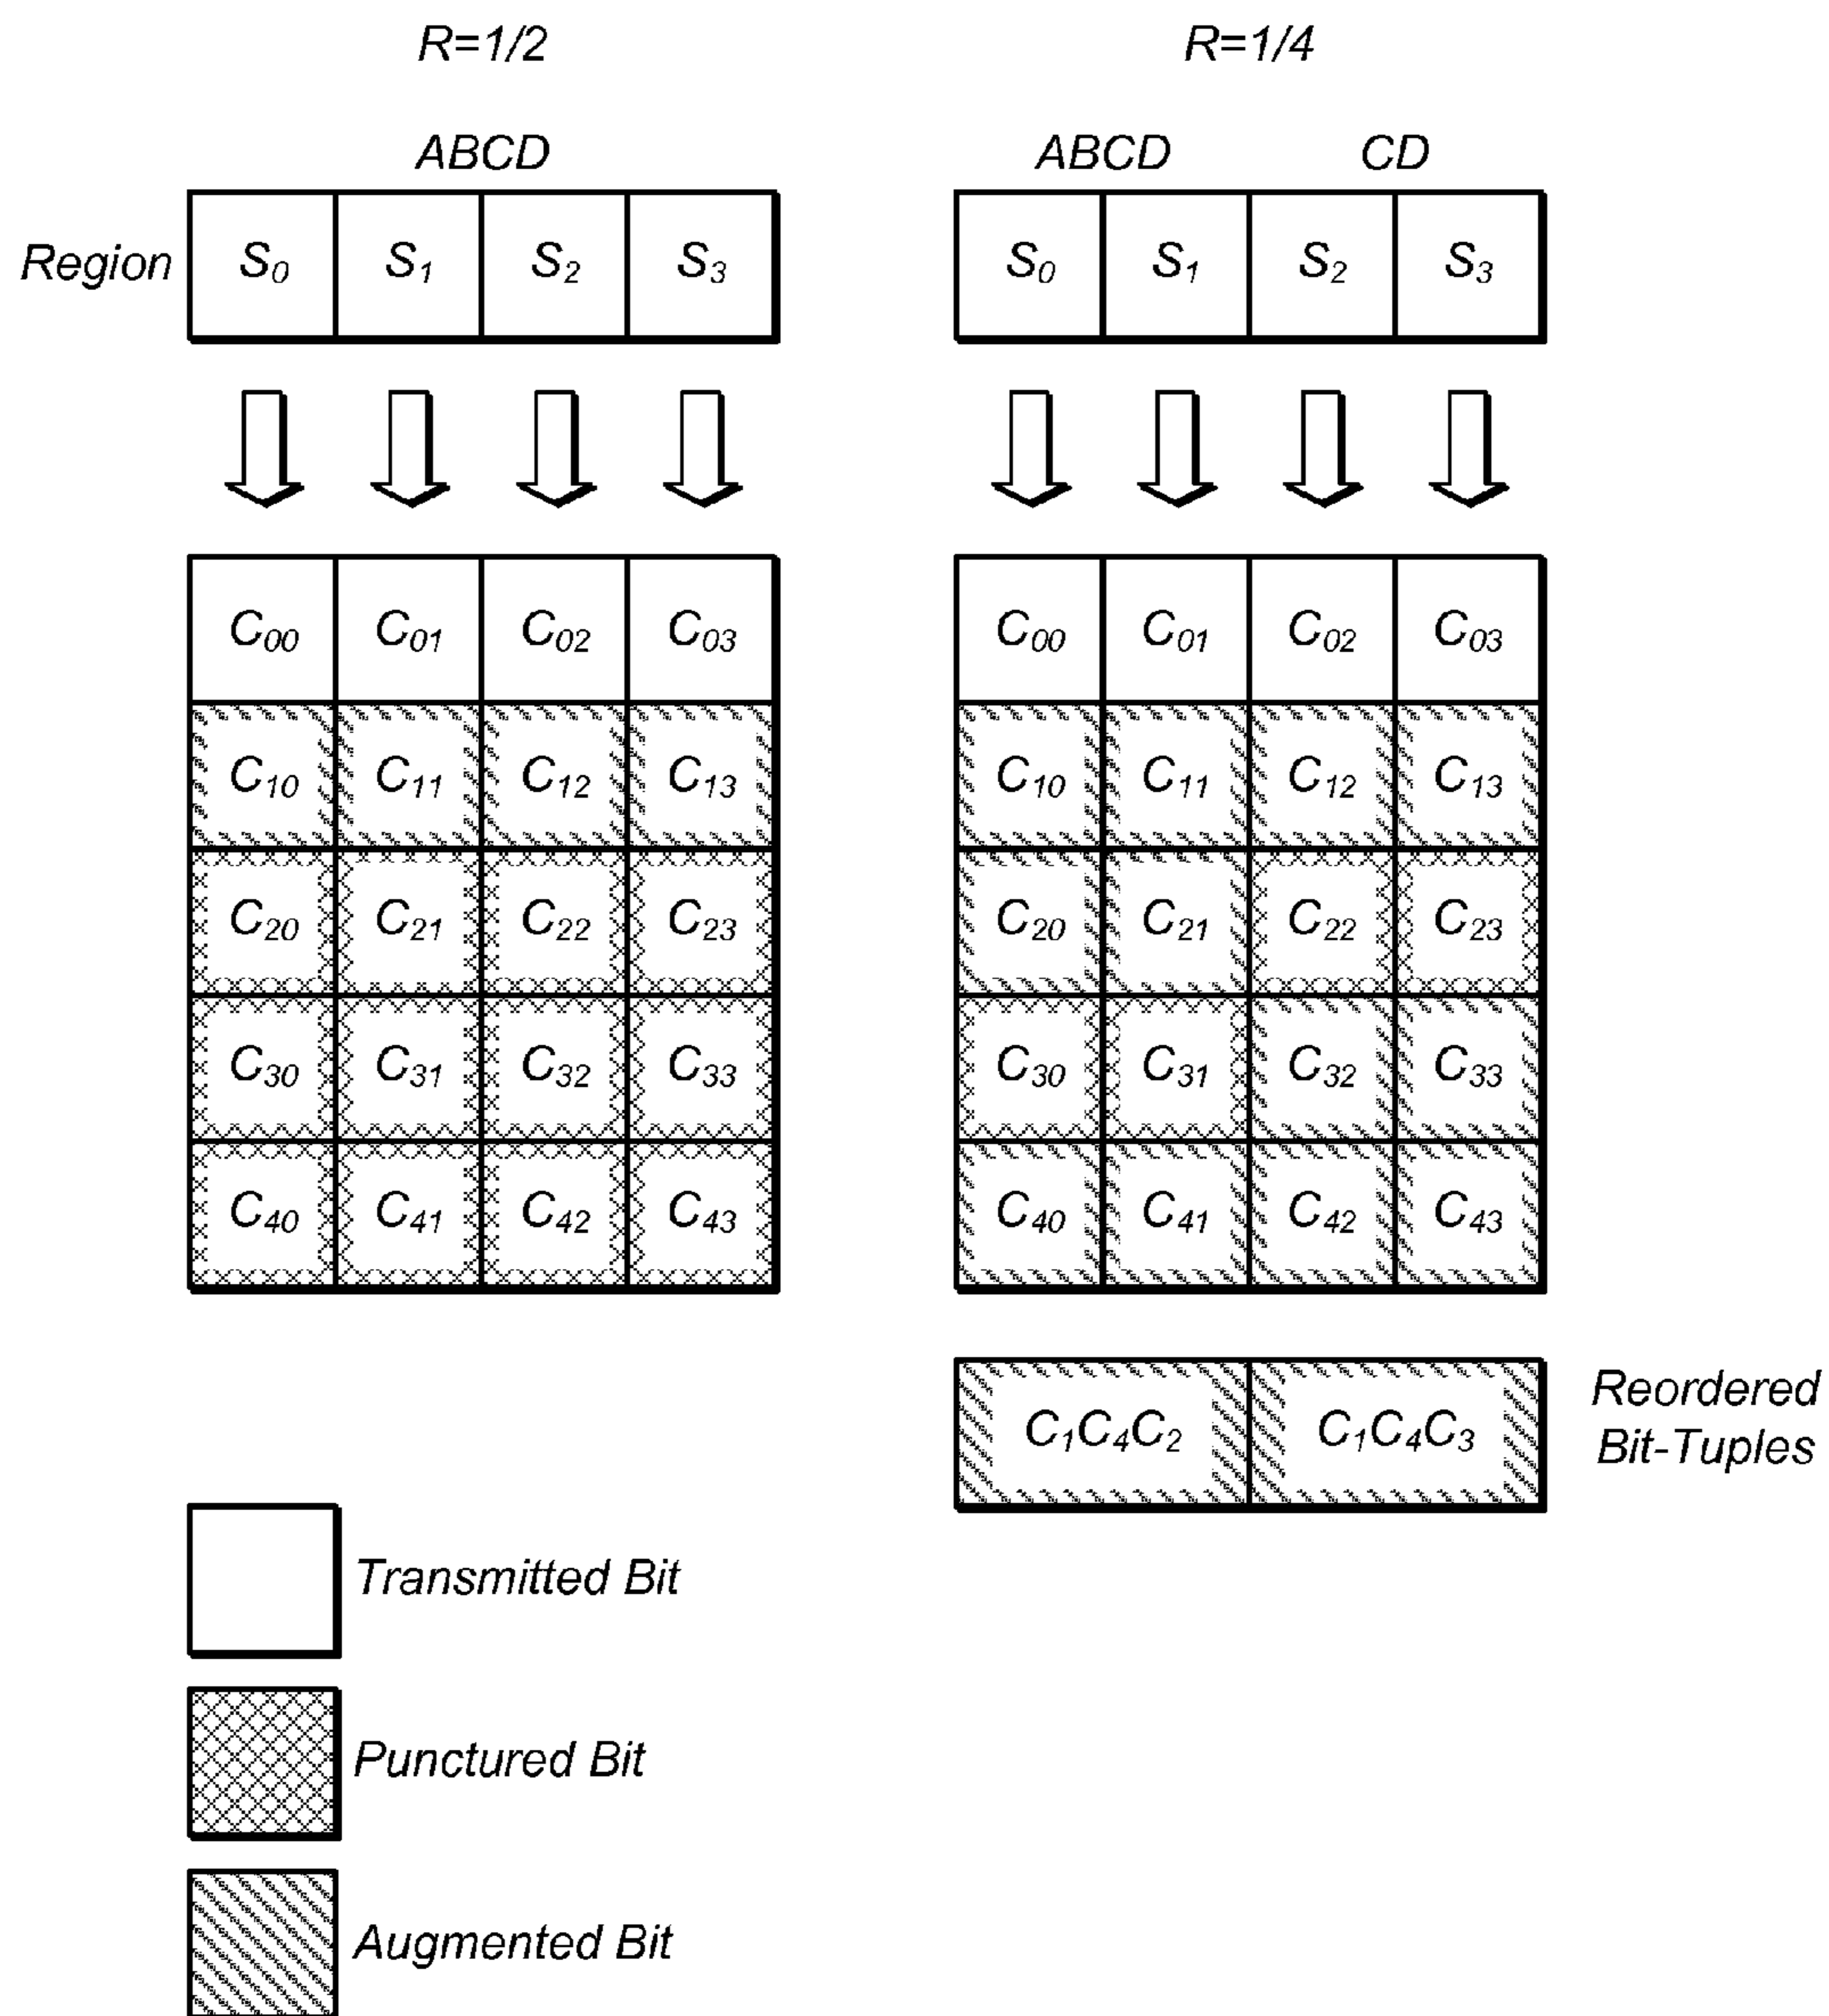 R=1/2 R=1/4
ABCD ABCD CD
Region S0 S1 S2 S3 S0 S1 S2 S3
C00 C01 C02 C03 C00 C01 C02 C03
C10 C11 C12 C13 C10 C11 C12 C13
C20 C21 C22 C23 C20 C21 C22 C23
C30 C31 C32 C33 C30 C31 C32 C33
C40 C41 C42 C43 C40 C41 C42 C43
C1C4C2 C1C4C3
Reordered
Bit-Tuples
Transmitted Bit
Punctured Bit
Augmented Bit